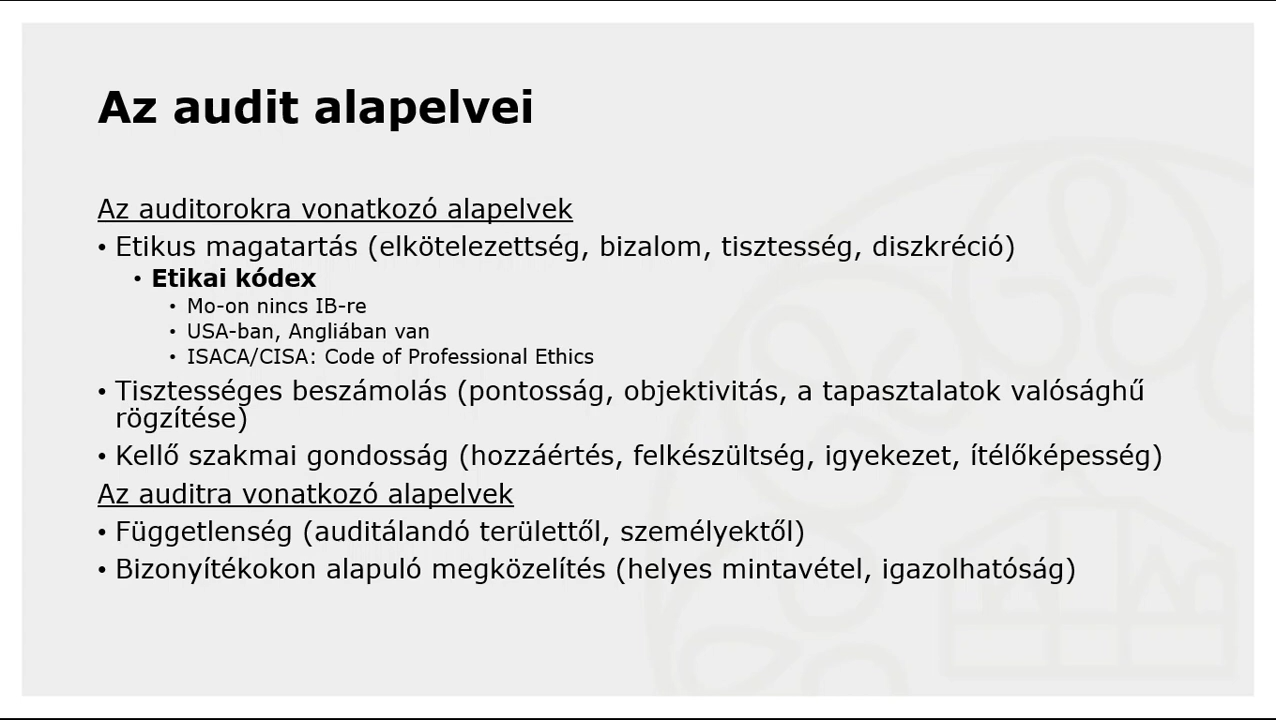 Az audit alapelvei
Az auditorokra vonatkozó alapelvek
• Etikus magatartás (elkötelezettség, bizalom, tisztesség, diszkréció)
• Etikai kódex
• Mo-on nincs IB-re
• USA-ban, Angliában van
• ISACA/CISA: Code of Professional Ethics
• Tisztességes beszámolás (pontosság, objektivitás, a tapasztalatok valósághű
rögzítése)
• Kellő szakmai gondosság (hozzáértés, felkészültség, igyekezet, ítélőképesség)
Az auditra vonatkozó alapelvek
• Függetlenség (auditálandó területtől, személyektől)
• Bizonyítékokon alapuló megközelítés (helyes mintavétel, igazolhatóság)